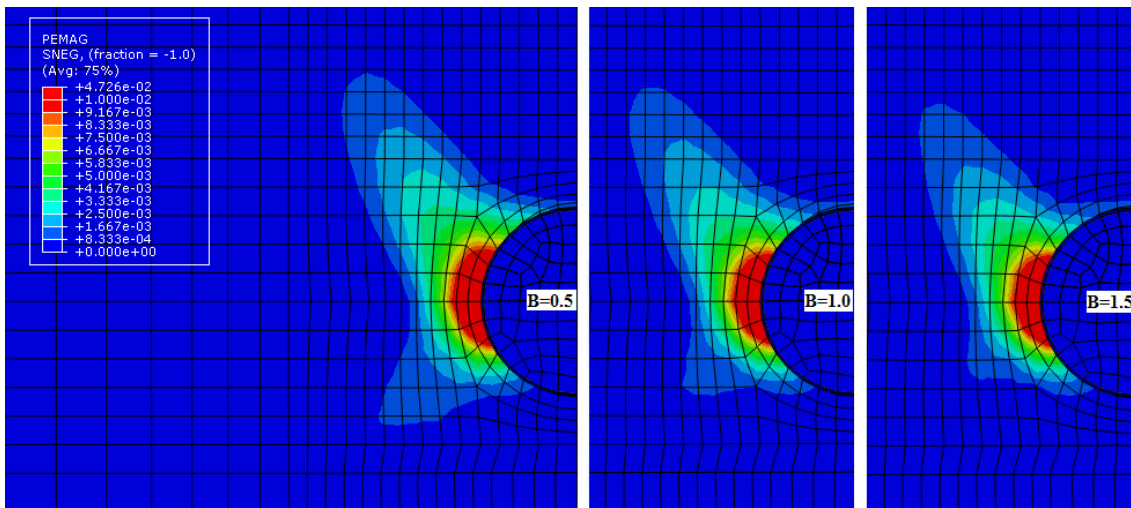 PEMAG
SNEG, (fraction = -1.0)
(Avg: 75%)
+4.726e-02
+1.000e-02
+9.167e-03
+8.333e-03
+7.500e-03
+6.667e-03
+5.833e-03
+5.000e-03
+4.167e-03
+3.333e-03
+2.500e-03
+1.667e-03
+8.333e-04
+0.000e+00
B=0.5
B=1.0
B=1.5